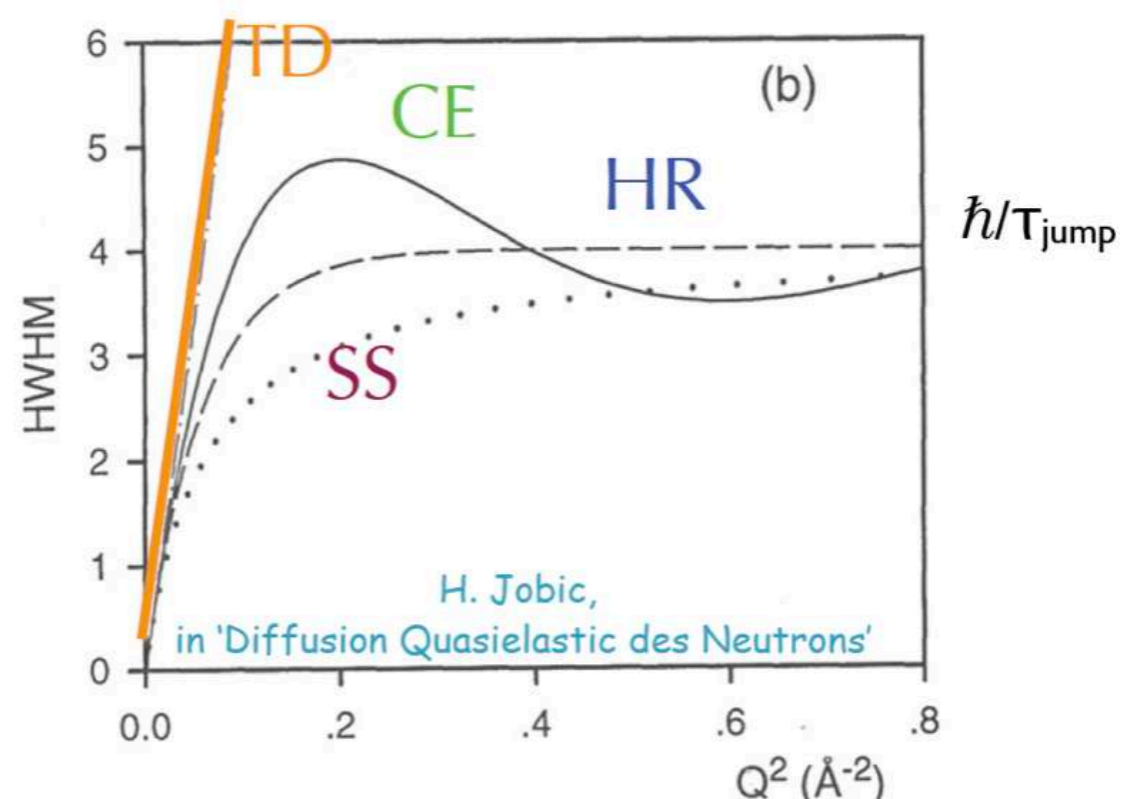 TD
6
(b)
CE
5
HR
ħ/τjump
4
HWHM
3
SS
2
1
H. Jobic,
in 'Diffusion Quasielastic des Neutrons'
0
0.0 .2 .4 .6 .8
Q² (Å⁻²)